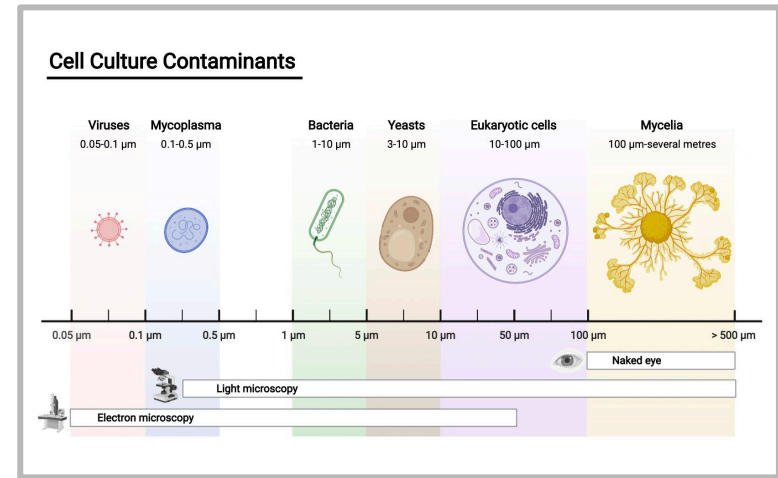 Cell Culture Contaminants
Viruses
0.05-0.1 µm
Mycoplasma
0.1-0.5 µm
Bacteria
1-10 µm
Yeasts
3-10 µm
Eukaryotic cells
10-100 µm
Mycelia
100 µm-several metres
0.05 µm
0.1 µm
0.5 µm
1 µm
5 µm
10 µm
50 µm
100 µm
> 500 µm
Naked eye
Light microscopy
Electron microscopy